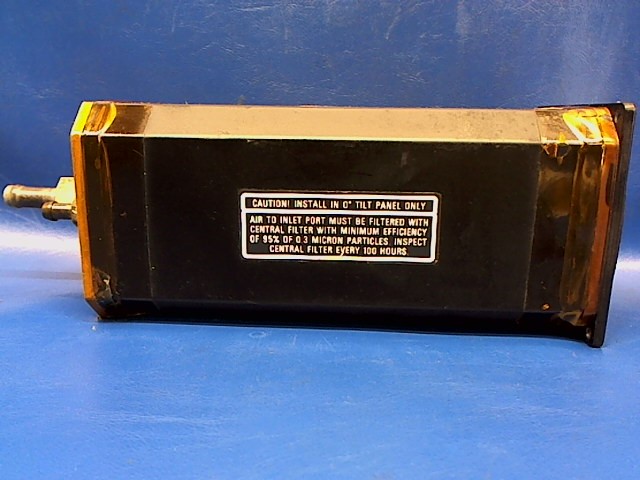 CAUTION! INSTALL IN 0° TILT PANEL ONLY
AIR TO INLET PORT MUST BE FILTERED WITH
CENTRAL FILTER WITH MINIMUM EFFICIENCY
OF 95% OF 0.3 MICRON PARTICLES. INSPECT
CENTRAL FILTER EVERY 100 HOURS.